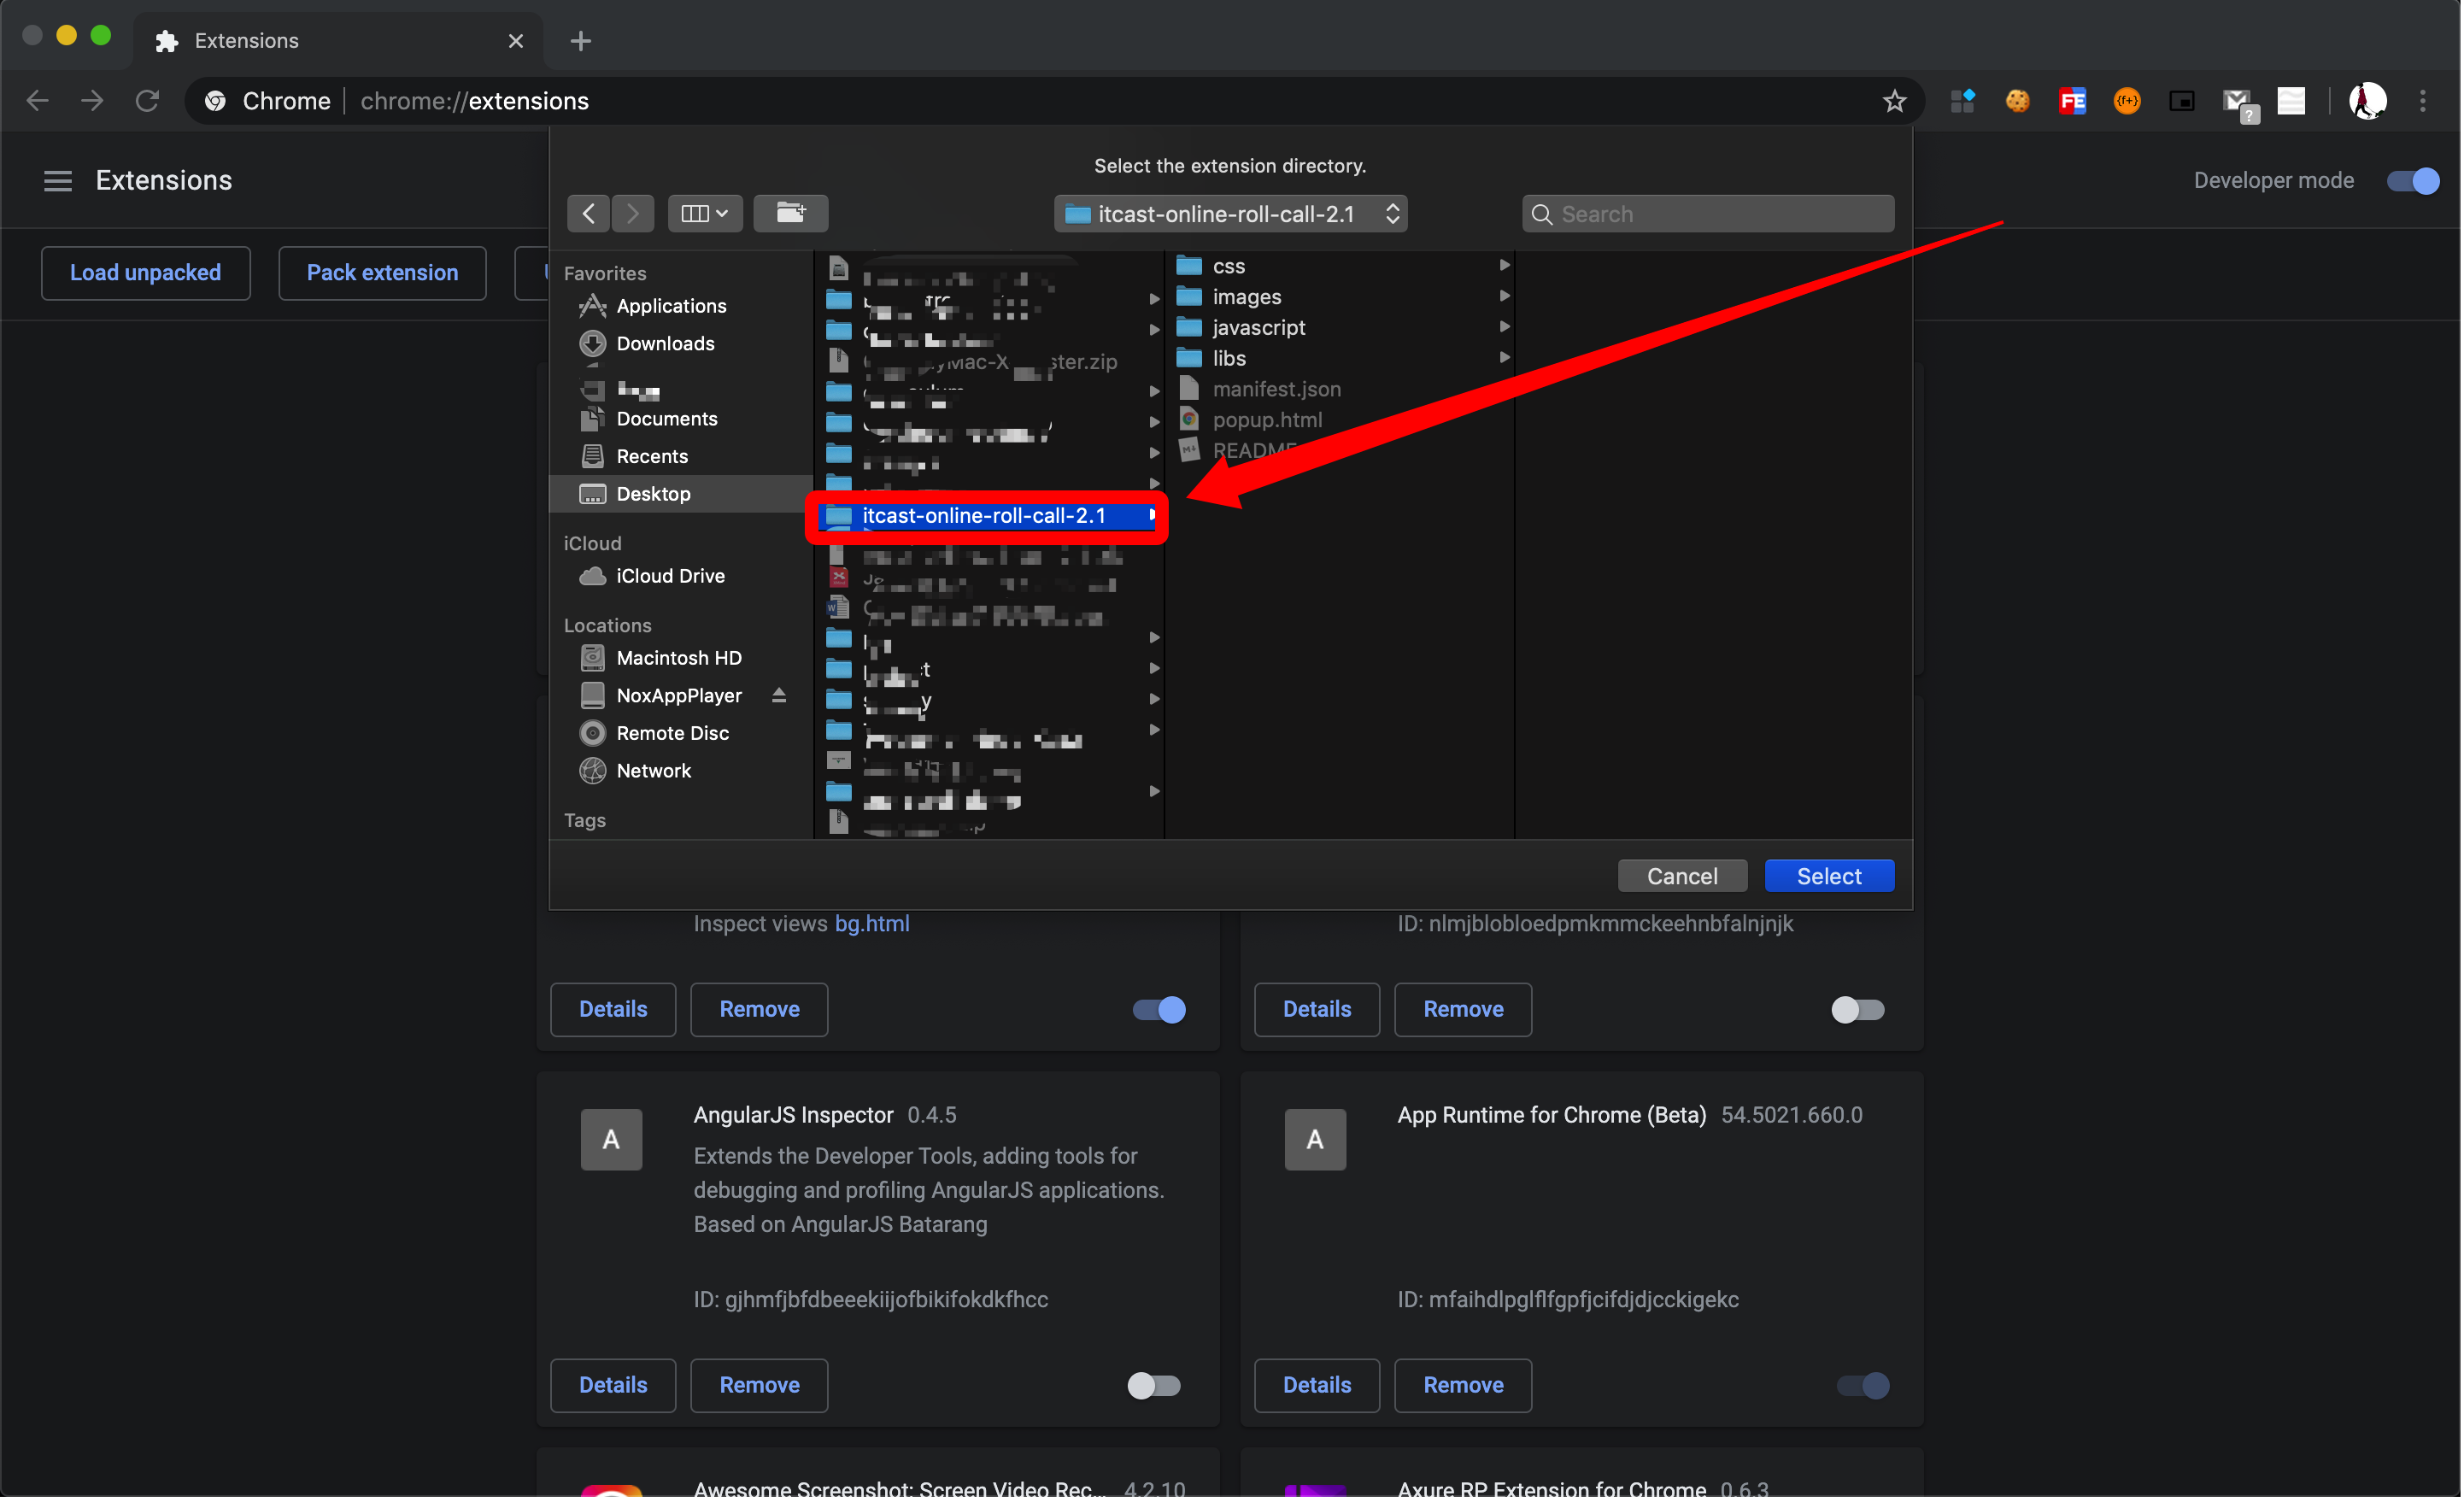 Extensions
Chrome
chrome://extensions
Extensions
Developer mode
Load unpacked
Pack extension
Select the extension directory.
itcast-online-roll-call-2.1
Search
Favorites
Applications
Downloads
Documents
Recents
Desktop
iCloud
iCloud Drive
Locations
Macintosh HD
NoxAppPlayer
Remote Disc
Network
Tags
itcast-online-roll-call-2.1
css
images
javascript
libs
manifest.json
popup.html
README
Cancel
Select
Inspect views bg.html
ID: nlmjblobloedpmkmmckeehnbfalnjnjk
Details
Remove
Details
Remove
A
AngularJS Inspector 0.4.5
Extends the Developer Tools, adding tools for
debugging and profiling AngularJS applications.
Based on AngularJS Batarang
ID: gjhmfjbfdbeeekiijofbikifokdkfhcc
Details
Remove
A
App Runtime for Chrome (Beta) 54.5021.660.0
ID: mfaihdlpglflfgpfjcifdjdjcckigekc
Details
Remove
Awesome Screenshot: Screen Video Rec... 4.2.10
Axure RP Extension for Chrome 0.6.3